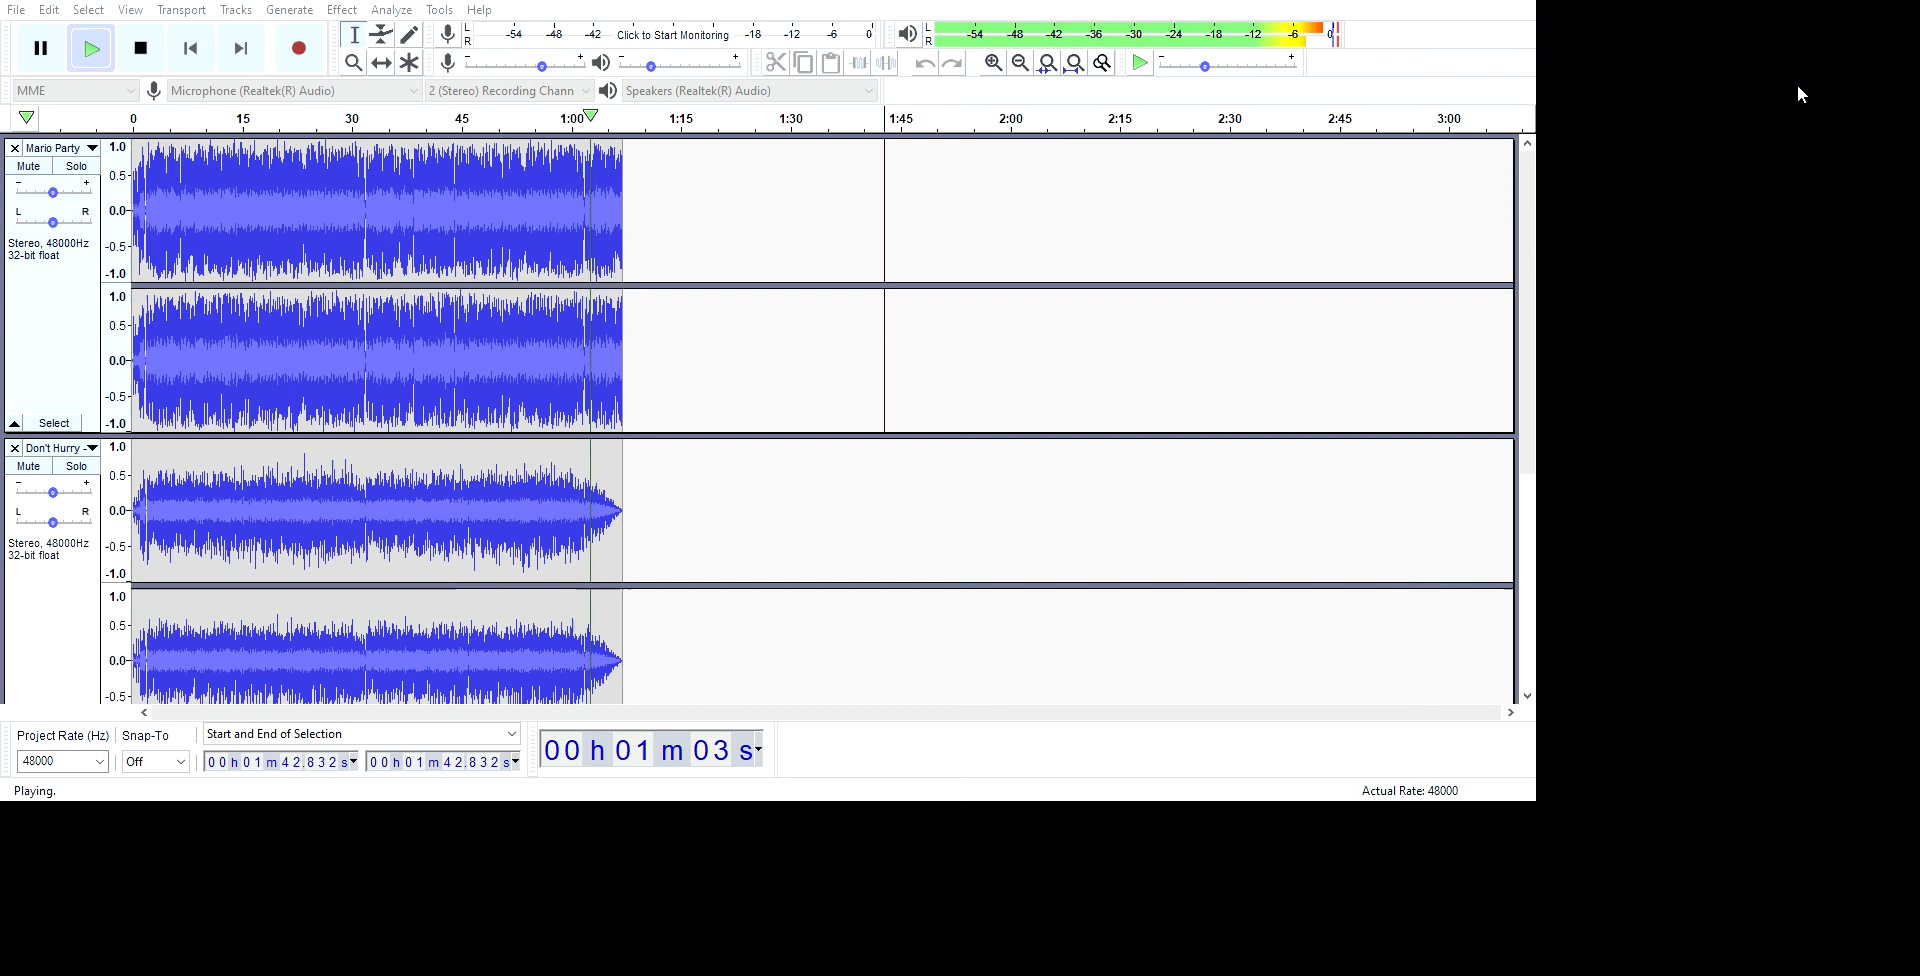 File Edit Select View Transport Tracks Generate Effect Analyze Tools Help
L
R
-54 -48 -42 Click to Start Monitoring -18 -12 -6 0
L
R
-54 -48 -42 -36 -30 -24 -18 -12 -6 0
- + - +
- +
MME Microphone (Realtek(R) Audio) 2 (Stereo) Recording Chann Speakers (Realtek(R) Audio)
0 15 30 45 1:00 1:15 1:30 1:45 2:00 2:15 2:30 2:45 3:00
Mario Party
Mute Solo
- +
L R
Stereo, 48000Hz
32-bit float
Select
1.0
0.5
0.0
-0.5
-1.0
1.0
0.5
0.0
-0.5
-1.0
Don't Hurry -
Mute Solo
- +
L R
Stereo, 48000Hz
32-bit float
1.0
0.5
0.0
-0.5
-1.0
1.0
0.5
0.0
-0.5
Project Rate (Hz) Snap-To Start and End of Selection
48000 Off 00h01m42.832s 00h01m42.832s
00 h 01 m 03 s
Playing. Actual Rate: 48000